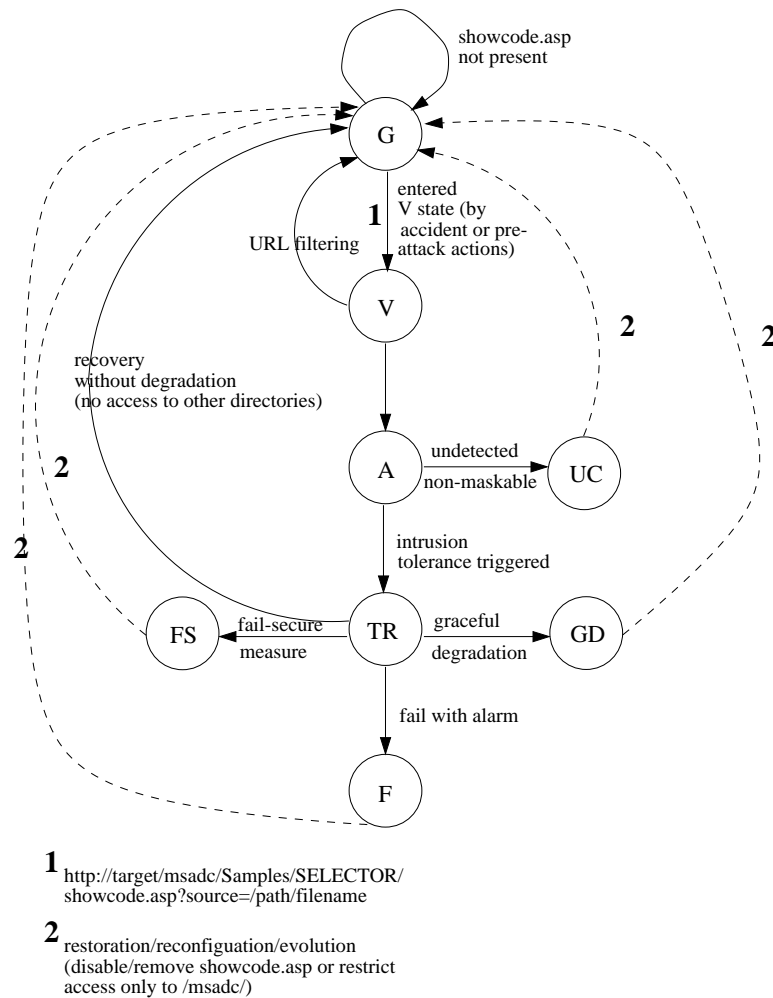 showcode.asp
not present
G
entered
V state (by
accident or pre-
attack actions)
1
URL filtering
V
2
2
recovery
without degradation
(no access to other directories)
A
undetected
non-maskable
UC
2
2
intrusion
tolerance triggered
FS
fail-secure
measure
TR
graceful
degradation
GD
fail with alarm
F
1
http://target/msadc/Samples/SELECTOR/
showcode.asp?source=/path/filename
2
restoration/reconfiguation/evolution
(disable/remove showcode.asp or restrict
access only to /msadc/)